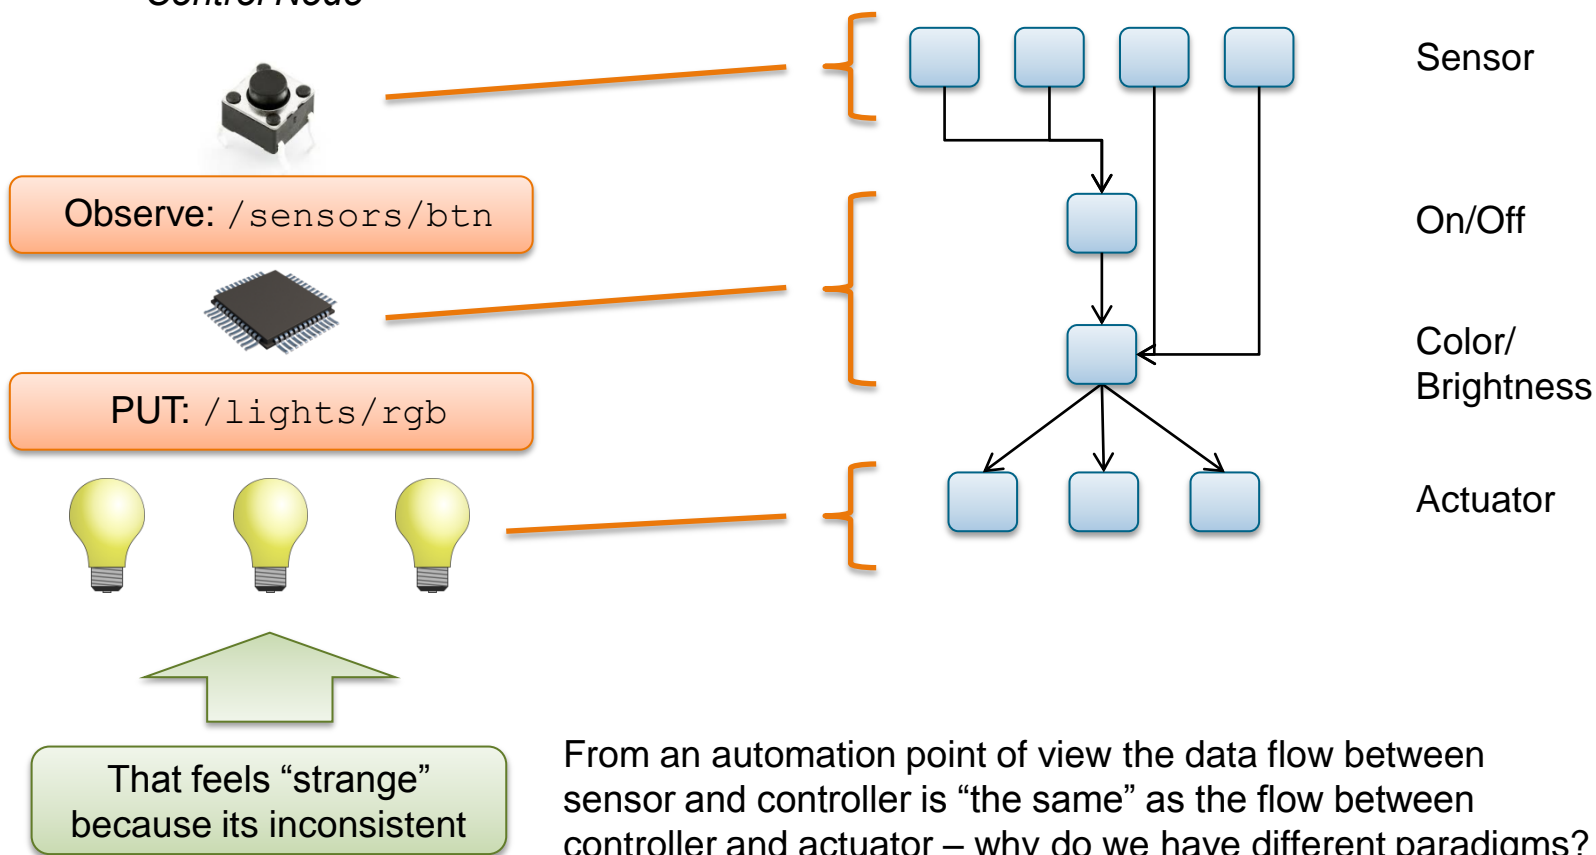 Control Node
Sensor
Observe: /sensors/btn
On/Off
Color/
Brightness
PUT: /lights/rgb
Actuator
That feels “strange”
because its inconsistent
From an automation point of view the data flow between
sensor and controller is “the same” as the flow between
controller and actuator – why do we have different paradigms?